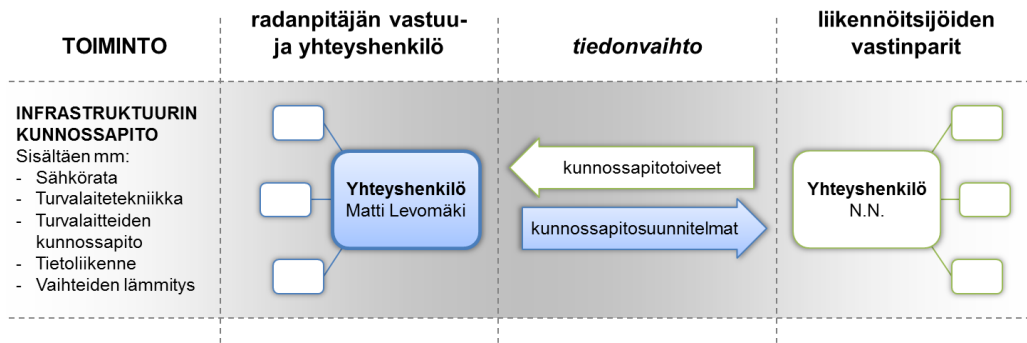 TOIMINTO
radanpitäjän vastuu-
ja yhteyshenkilö
tiedonvaihto
liikennöitsijöiden
vastinparit
INFRASTRUKTUURIN
KUNNOSSAPITO
Sisältäen mm:
- Sähkörata
- Turvalaitetekniikka
- Turvalaitteiden
kunnossapito
- Tietoliikenne
- Vaihteiden lämmitys
Yhteyshenkilö
Matti Levomäki
kunnossapitotoiveet
kunnossapitosuunnitelmat
Yhteyshenkilö
N.N.